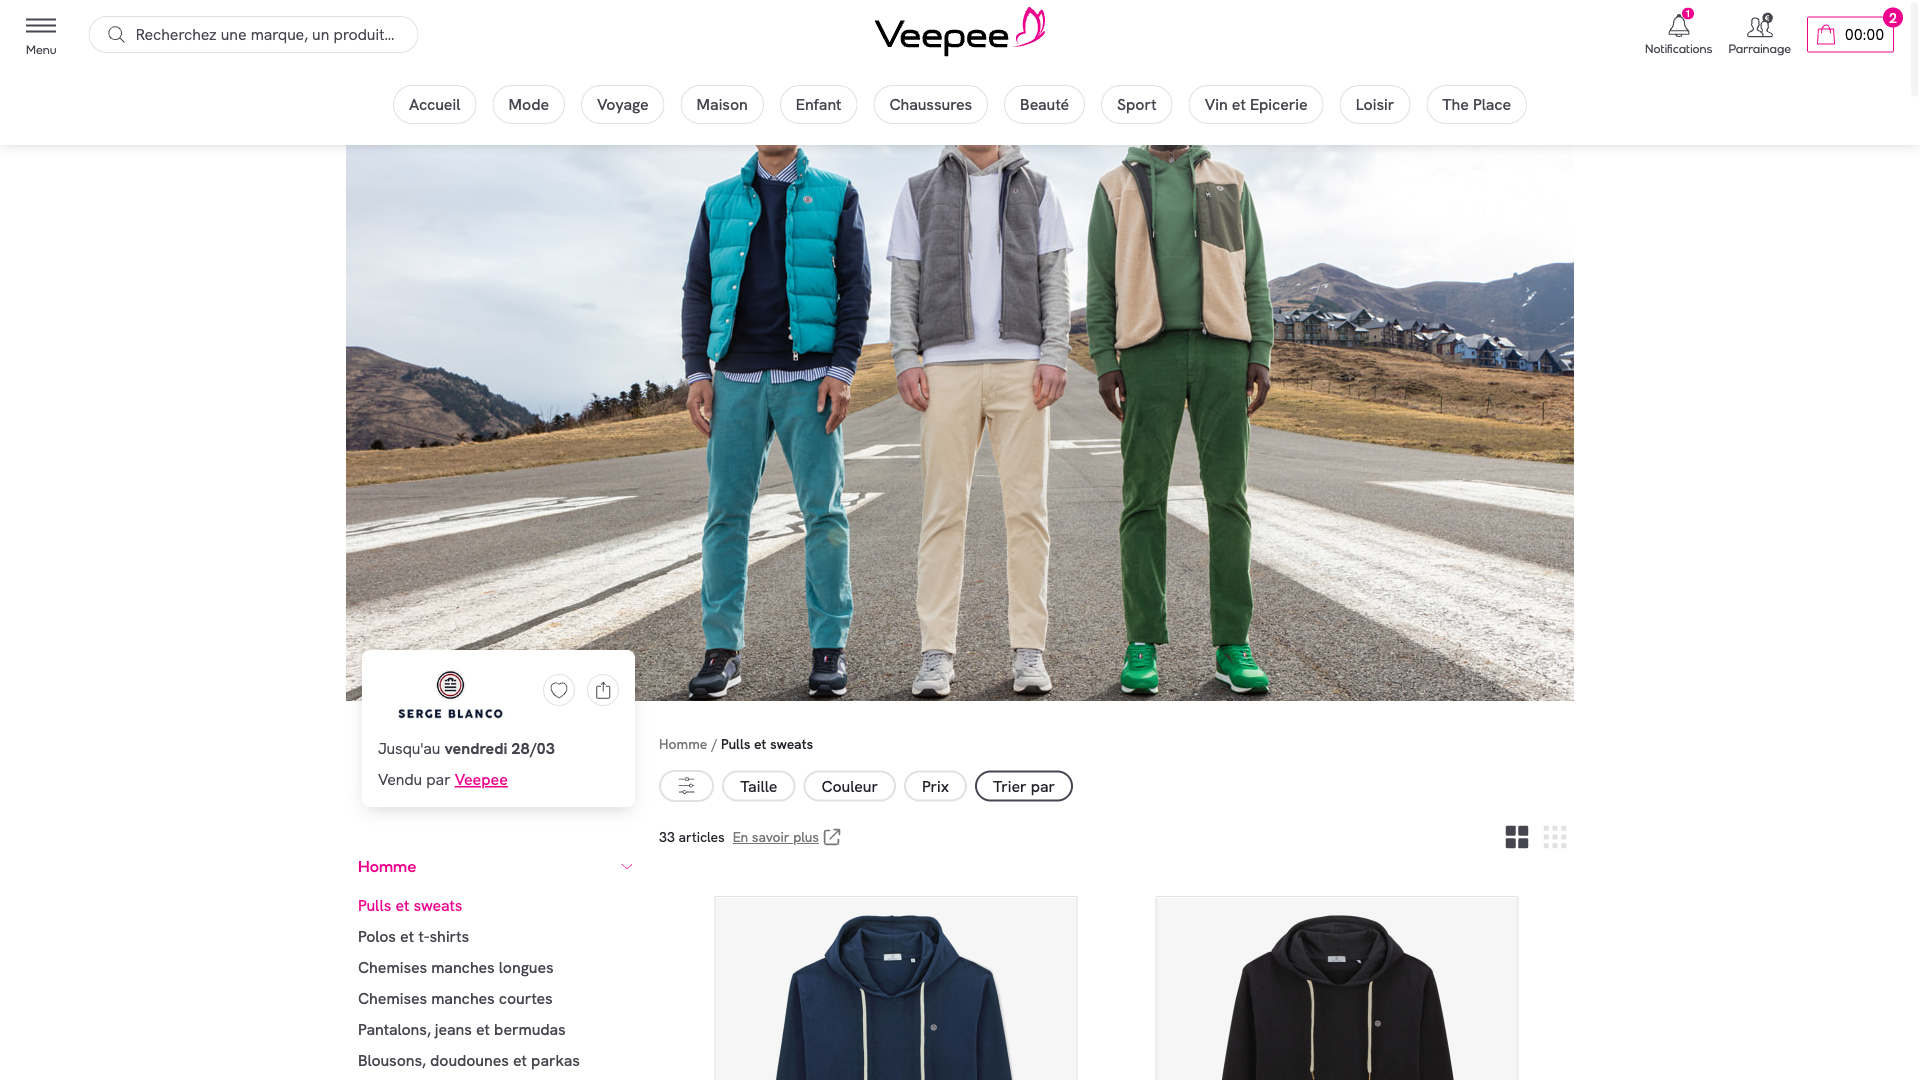 Menu
Recherchez une marque, un produit...
Veepee
1
Notifications
Parrainage
2
00:00
Accueil
Mode
Voyage
Maison
Enfant
Chaussures
Beauté
Sport
Vin et Epicerie
Loisir
The Place
SERGE BLANCO
Jusqu'au vendredi 28/03
Vendu par Veepee
Homme / Pulls et sweats
Taille
Couleur
Prix
Trier par
33 articles En savoir plus
Homme
Pulls et sweats
Polos et t-shirts
Chemises manches longues
Chemises manches courtes
Pantalons, jeans et bermudas
Blousons, doudounes et parkas